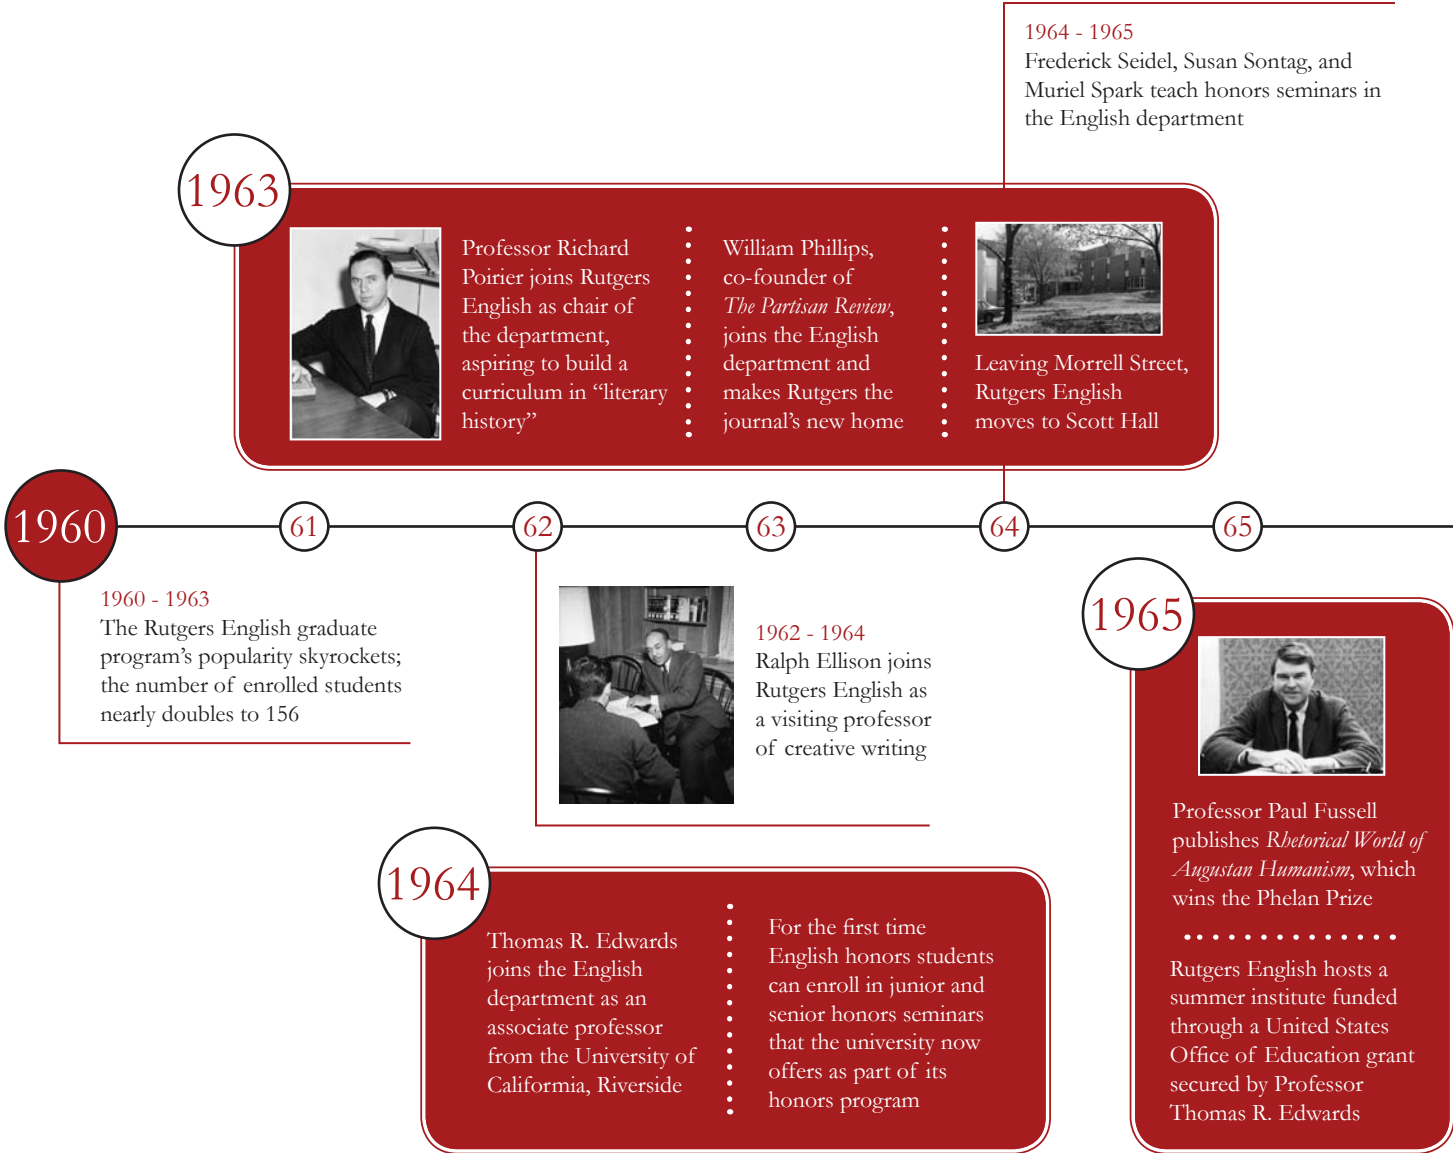 1964 - 1965
Frederick Seidel, Susan Sontag, and
Muriel Spark teach honors seminars in
the English department
1963
Professor Richard
Poirier joins Rutgers
English as chair of
the department,
aspiring to build a
curriculum in “literary
history”
William Phillips,
co-founder of
The Partisan Review,
joins the English
department and
makes Rutgers the
journal’s new home
Leaving Morrell Street,
Rutgers English
moves to Scott Hall
1960
61
62
63
64
65
1960 - 1963
The Rutgers English graduate
program’s popularity skyrockets;
the number of enrolled students
nearly doubles to 156
1962 - 1964
Ralph Ellison joins
Rutgers English as
a visiting professor
of creative writing
1964
Thomas R. Edwards
joins the English
department as an
associate professor
from the University of
Califormia, Riverside
For the first time
English honors students
can enroll in junior and
senior honors seminars
that the university now
offers as part of its
honors program
1965
Professor Paul Fussell
publishes Rhetorical World of
Augustan Humanism, which
wins the Phelan Prize
Rutgers English hosts a
summer institute funded
through a United States
Office of Education grant
secured by Professor
Thomas R. Edwards